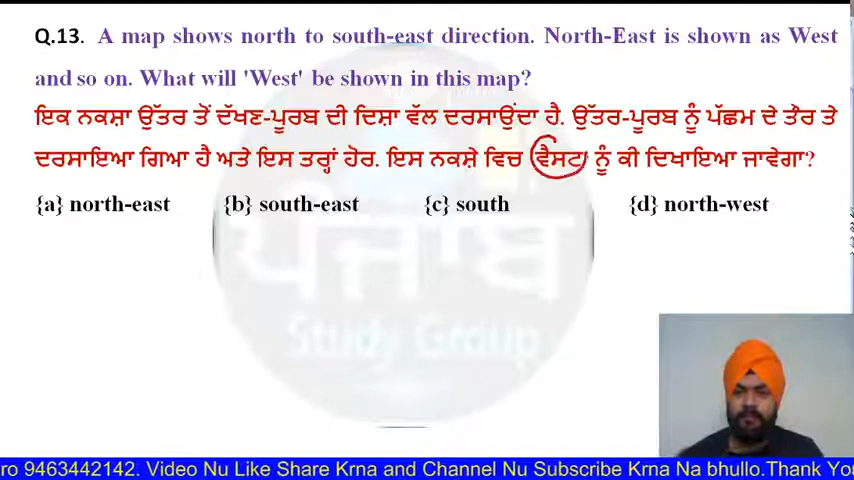 Q.13. A map shows north to south-east direction. North-East is shown as West
and so on. What will 'West' be shown in this map?
ਇਕ ਨਕਸ਼ਾ ਉੱਤਰ ਤੋਂ ਦੱਖਣ-ਪੂਰਬ ਦੀ ਦਿਸ਼ਾ ਵੱਲ ਦਰਸਾਉਂਦਾ ਹੈ. ਉੱਤਰ-ਪੂਰਬ ਨੂੰ ਪੱਛਮ ਦੇ ਤੌਰ ਤੇ
ਦਰਸਾਇਆ ਗਿਆ ਹੈ ਅਤੇ ਇਸ ਤਰ੍ਹਾਂ ਹੋਰ. ਇਸ ਨਕਸ਼ੇ ਵਿਚ 'ਵੈਸਟ' ਨੂੰ ਕੀ ਦਿਖਾਇਆ ਜਾਵੇਗਾ?
{a} north-east {b} south-east {c} south {d} north-west
ਪੰਜਾਬ
Study Group
ro 9463442142. Video Nu Like Share Krna and Channel Nu Subscribe Krna Na bhullo.Thank You